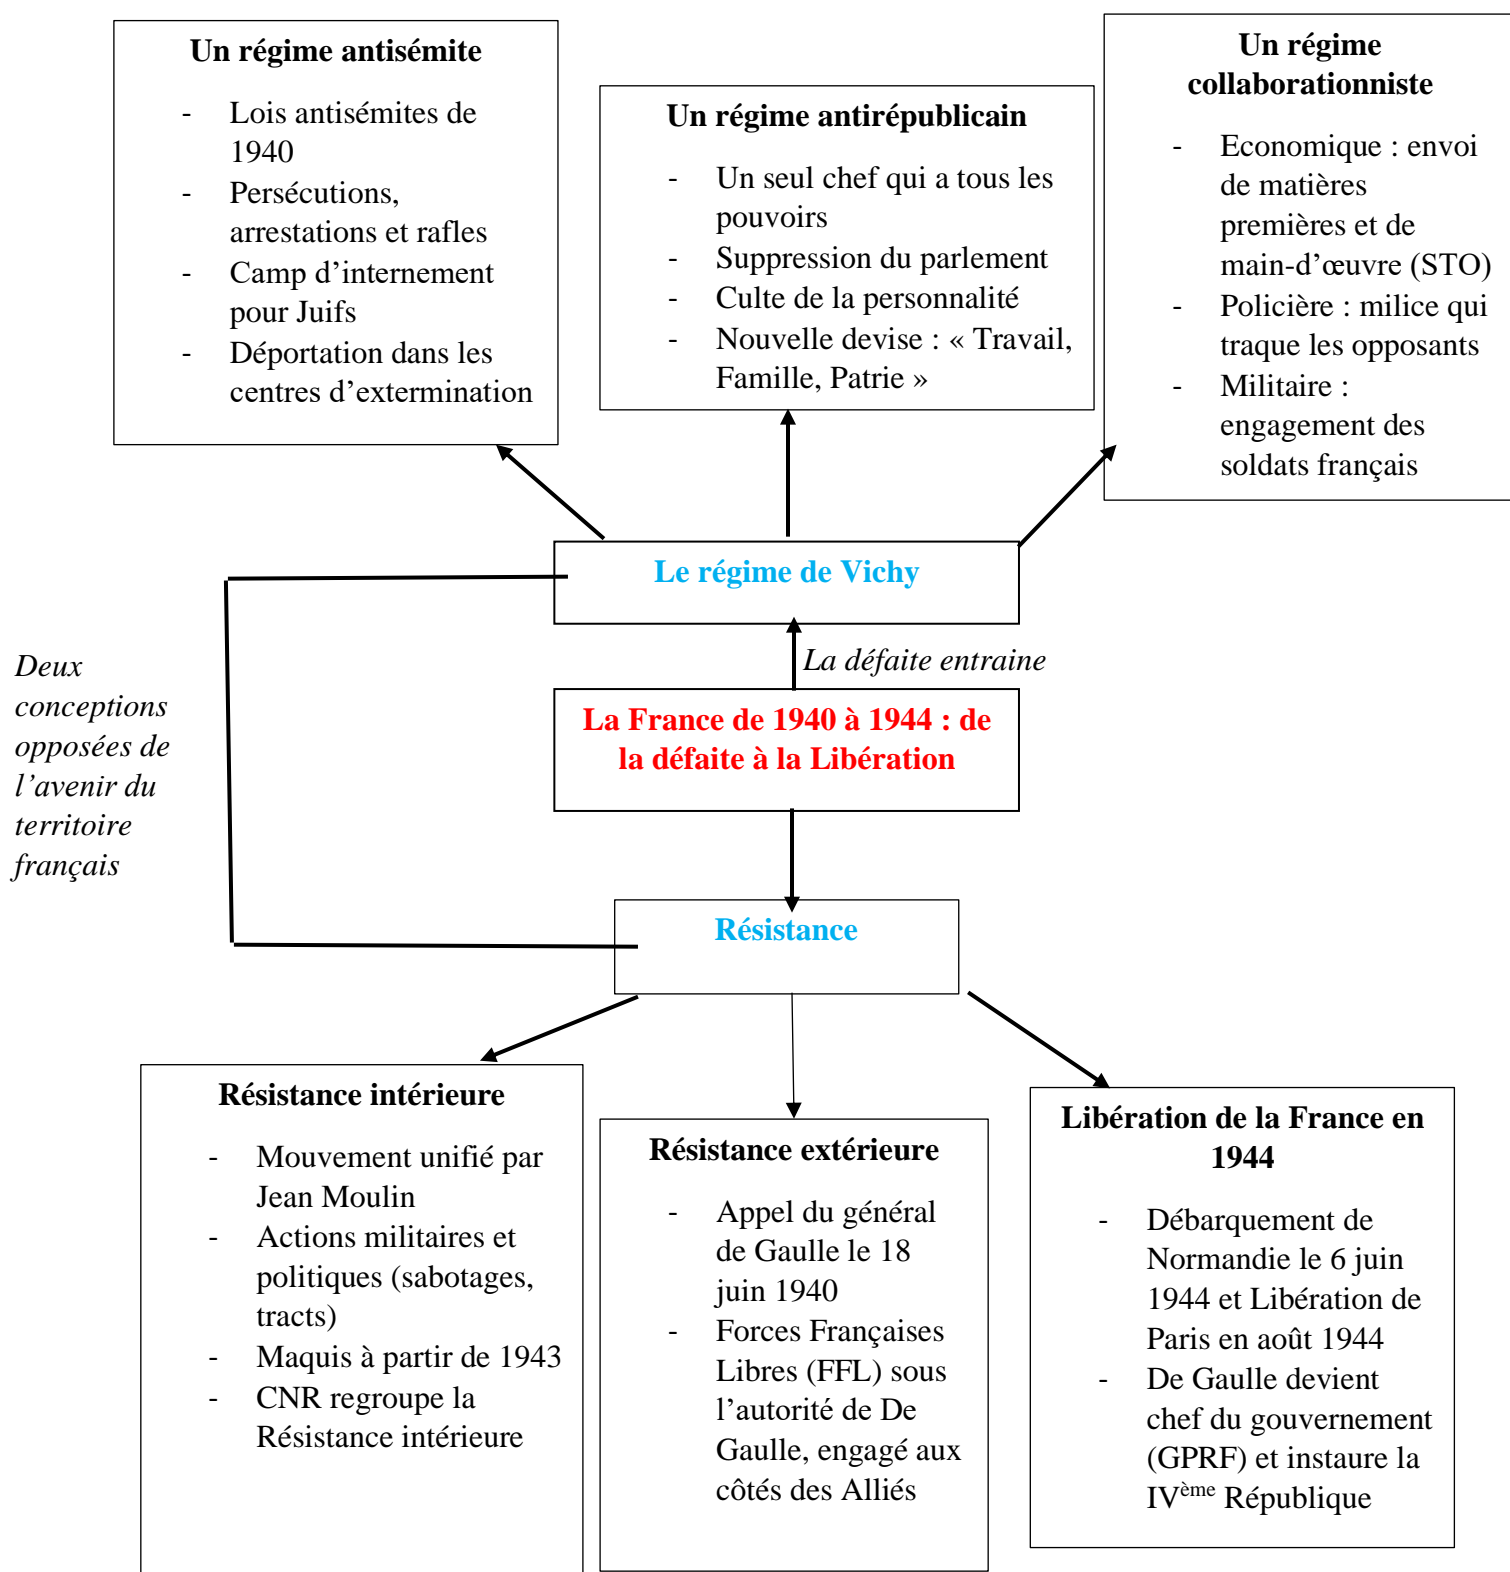 Un régime antisémite
- Lois antisémites de
1940
- Persécutions,
arrestations et rafles
- Camp d’internement
pour Juifs
- Déportation dans les
centres d’extermination
Un régime antirépublicain
- Un seul chef qui a tous les
pouvoirs
- Suppression du parlement
- Culte de la personnalité
- Nouvelle devise : « Travail,
Famille, Patrie »
Un régime
collaborationniste
- Economique : envoi
de matières
premières et de
main-d’œuvre (STO)
- Policière : milice qui
traque les opposants
- Militaire :
engagement des
soldats français
Le régime de Vichy
La défaite entraine
Deux
conceptions
opposées de
l’avenir du
territoire
français
La France de 1940 à 1944 : de
la défaite à la Libération
Résistance
Résistance intérieure
- Mouvement unifié par
Jean Moulin
- Actions militaires et
politiques (sabotages,
tracts)
- Maquis à partir de 1943
- CNR regroupe la
Résistance intérieure
Résistance extérieure
- Appel du général
de Gaulle le 18
juin 1940
- Forces Françaises
Libres (FFL) sous
l’autorité de De
Gaulle, engagé aux
côtés des Alliés
Libération de la France en
1944
- Débarquement de
Normandie le 6 juin
1944 et Libération de
Paris en août 1944
- De Gaulle devient
chef du gouvernement
(GPRF) et instaure la
IVème République